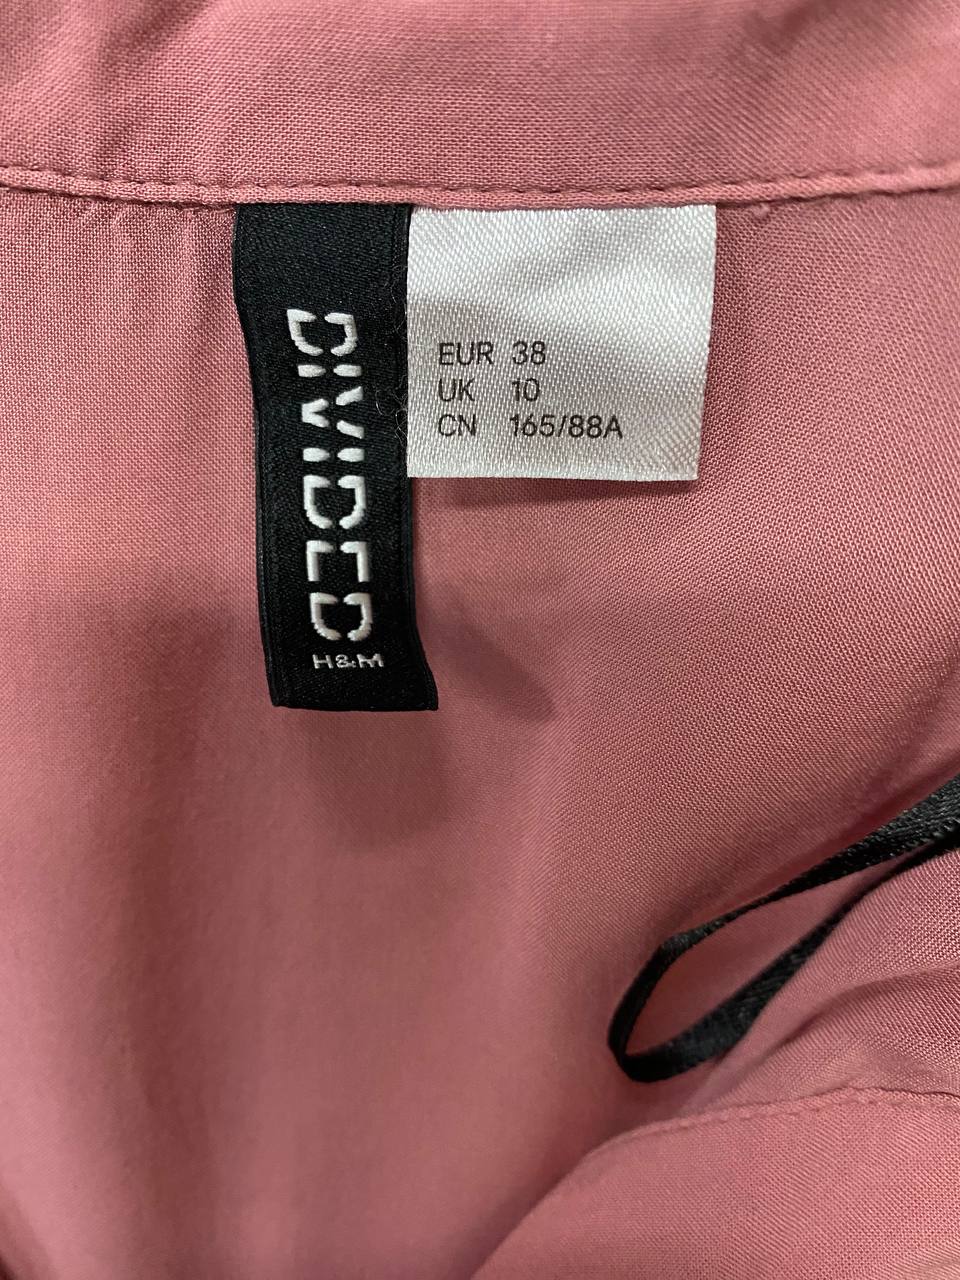 DIVIDED
H&M
EUR 38
UK 10
CN 165/88A